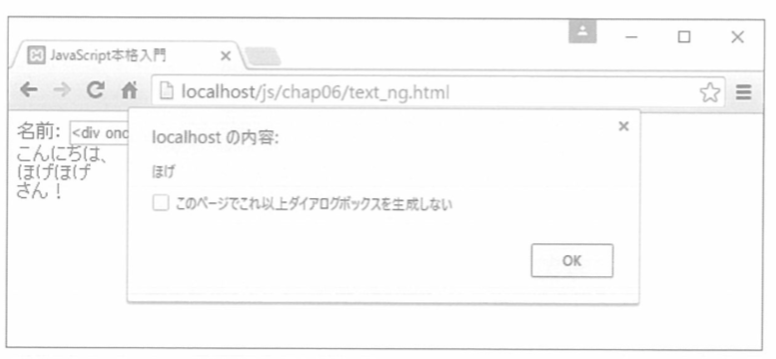 JavaScript本格入門
localhost/js/chap06/text_ng.html
名前: <div onc
こんにちは、
ほげほげ
さん！
localhost の内容:
ほげ
このページでこれ以上ダイアログボックスを生成しない
OK